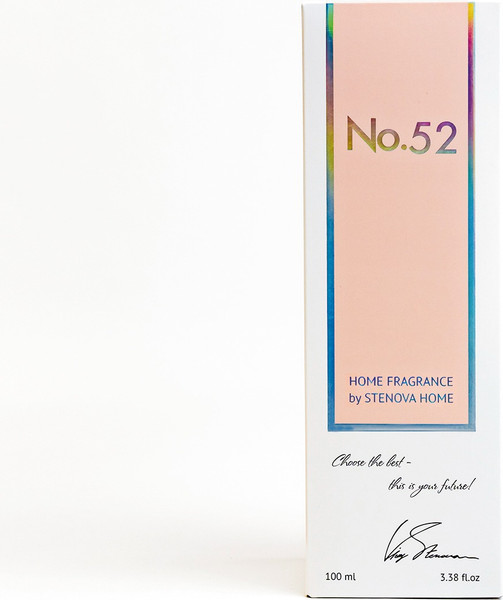 No.52
HOME FRAGRANCE
by STENOVA HOME
Choose the best -
this is your future!
100 ml 3.38 fl.oz